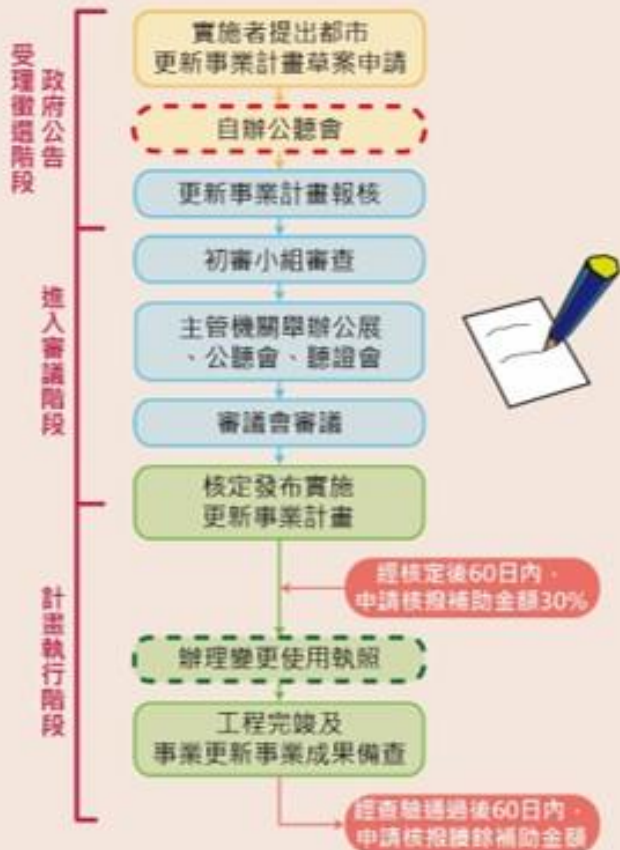 政府公告
受理徵選階段
實施者提出都市
更新事業計畫草案申請
自辦公聽會
更新事業計畫報核
進入審議階段
初審小組審查
主管機關舉辦公展
、公聽會、聽證會
審議會審議
核定發布實施
更新事業計畫
計畫執行階段
經核定後60日內，
申請核撥補助金額30%
辦理變更使用執照
工程完竣及
事業更新事業成果備查
經查驗通過後60日內，
申請核撥賸餘補助金額